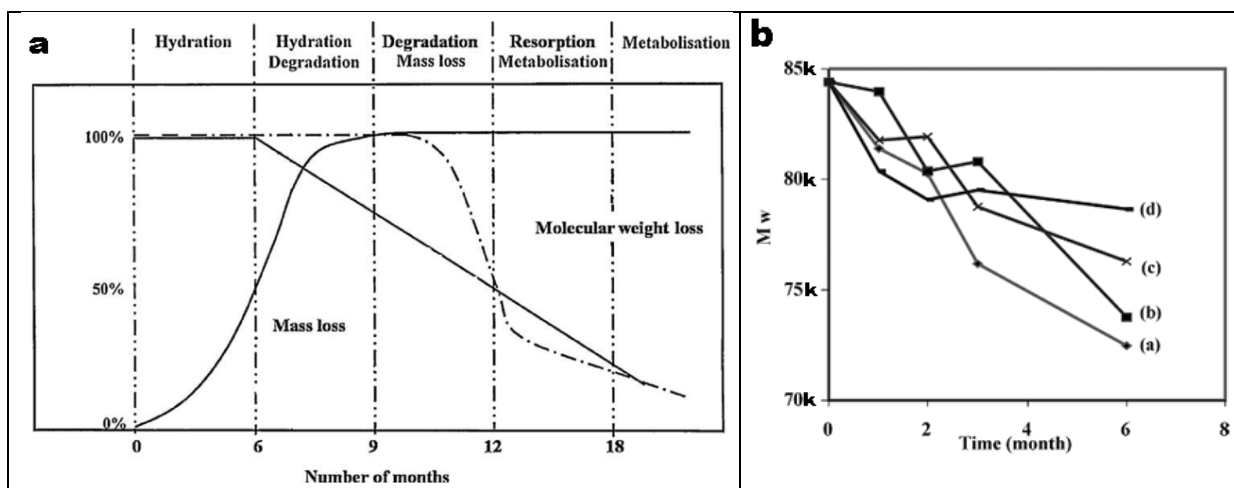 a
Hydration
Hydration
Degradation
Degradation
Mass loss
Resorption
Metabolisation
Metabolisation
100%
50%
0%
Mass loss
Molecular weight loss
0 6 9 12 18
Number of months
b
85k
80k
75k
70k
M w
(d)
(c)
(b)
(a)
0 2 4 6 8
Time (month)